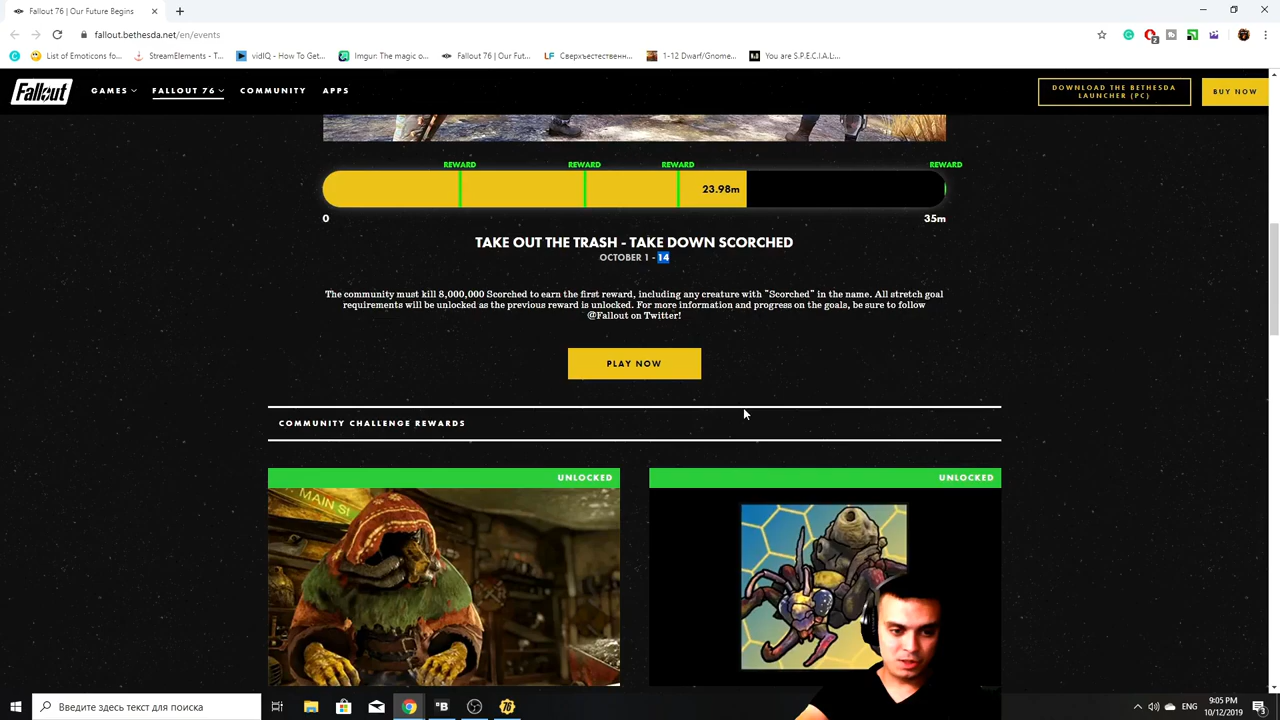 Fallout 76 | Our Future Begins
fallout.bethesda.net/en/events
2
List of Emoticons fo...
StreamElements - T...
vidIQ - How To Get...
Imgur: The magic o...
Fallout 76 | Our Fut...
LF Сверхъестественн...
1-12 Dwarf/Gnome...
You are S.P.E.C.I.A.L:...
Fallout
GAMES
FALLOUT 76
COMMUNITY
APPS
DOWNLOAD THE BETHESDA
LAUNCHER (PC)
BUY NOW
REWARD
REWARD
REWARD
REWARD
23.98m
0
35m
TAKE OUT THE TRASH - TAKE DOWN SCORCHED
OCTOBER 1 - 14
The community must kill 8,000,000 Scorched to earn the first reward, including any creature with "Scorched" in the name. All stretch goal
requirements will be unlocked as the previous reward is unlocked. For more information and progress on the goals, be sure to follow
@Fallout on Twitter!
PLAY NOW
COMMUNITY CHALLENGE REWARDS
UNLOCKED
UNLOCKED
MAIN
Введите здесь текст для поиска
B
76
ENG
9:05 PM
10/12/2019
3